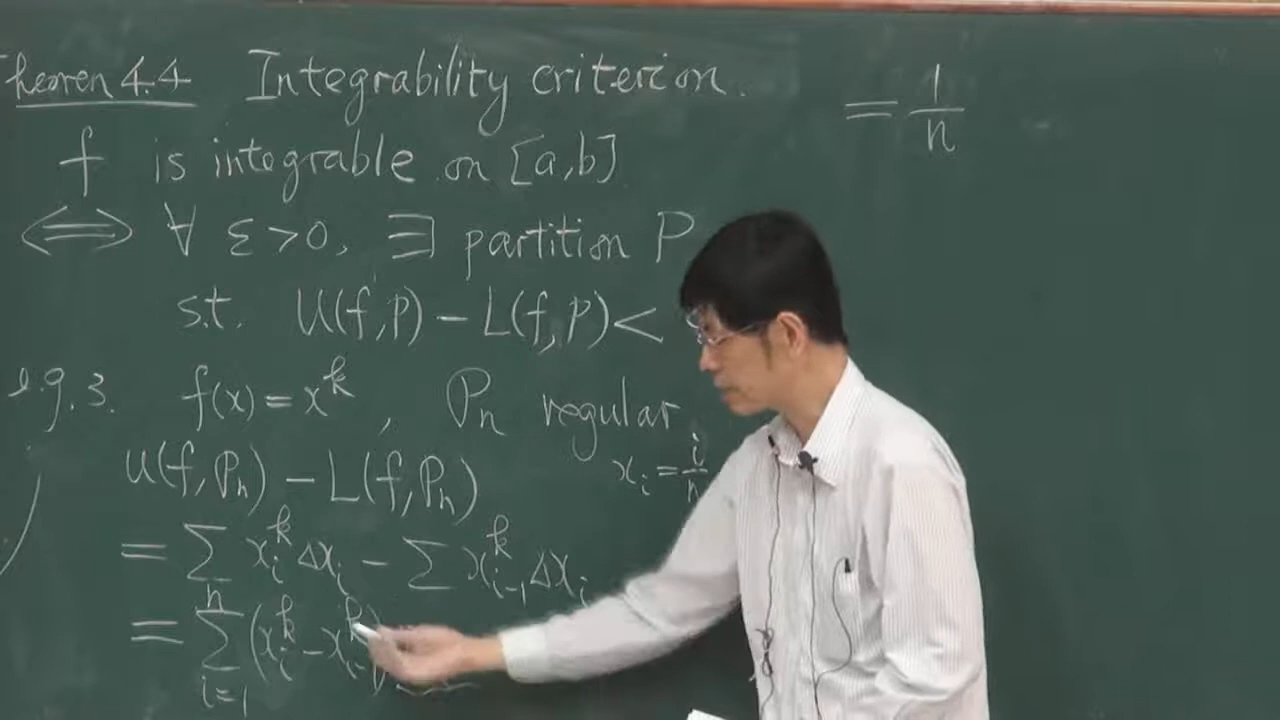 Theorem 4.4 Integrability criterion.
f is integrable on [a,b]
⟺ ∀ ε>0, ∃ partition P
s.t. U(f,P) - L(f,P) <
e.g. 3. f(x) = x^k, P_n regular
x_i = i/n
U(f,P_n) - L(f,P_n)
= Σ x_i^k Δx_i - Σ x_{i-1}^k Δx_i
= Σ_{i=1}^n (x_i^k - x_{i-1}^k)
= 1/n